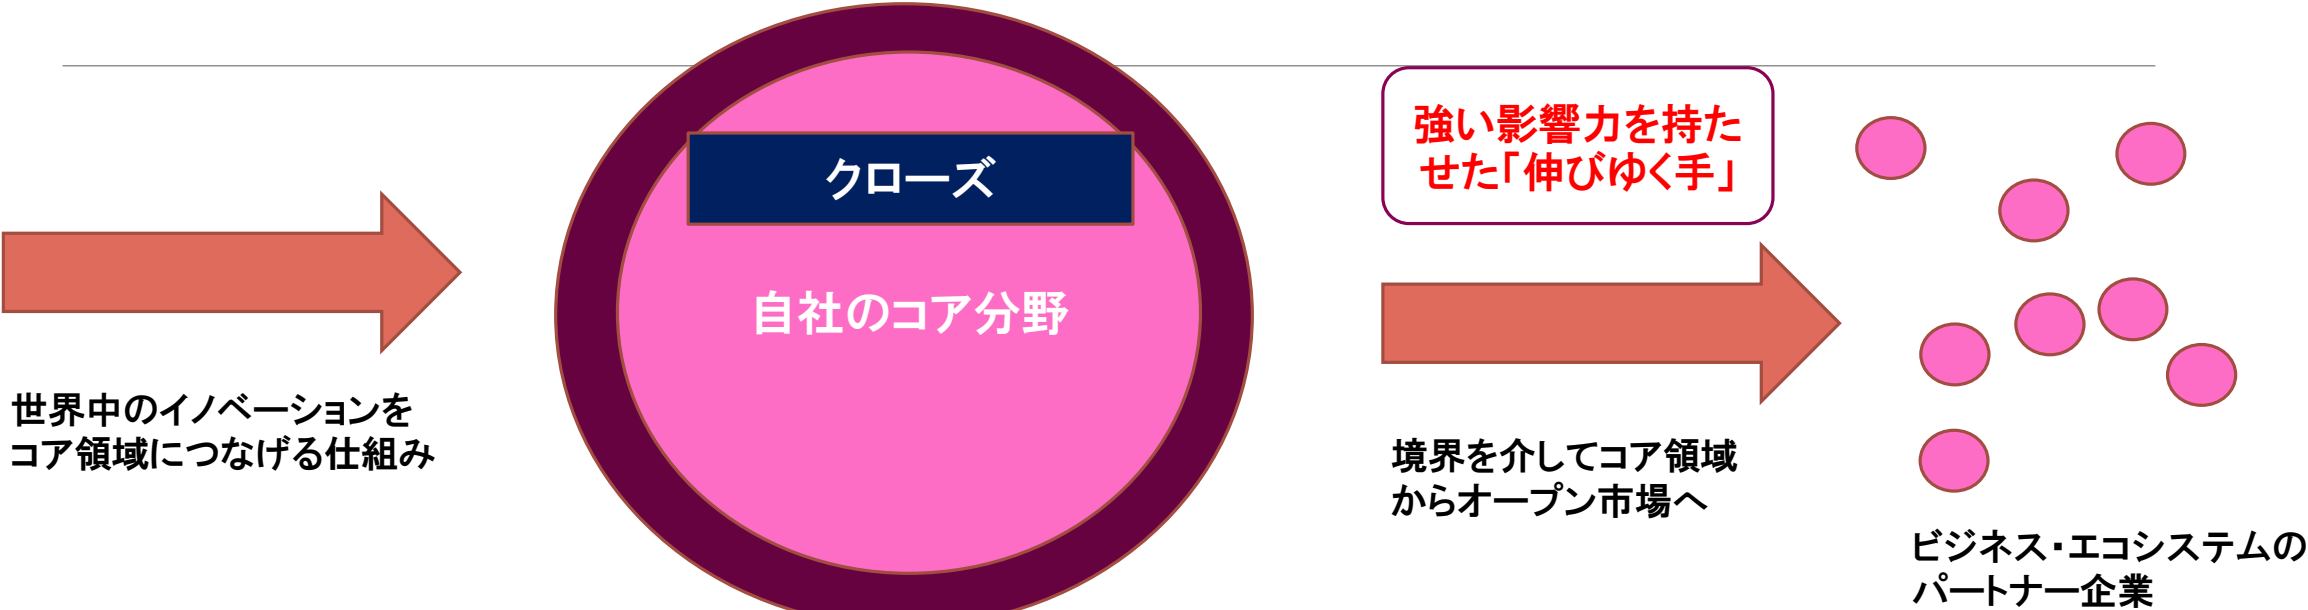 クローズ
自社のコア分野
強い影響力を持た
せた「伸びゆく手」
世界中のイノベーションを
コア領域につなげる仕組み
境界を介してコア領域
からオープン市場へ
ビジネス・エコシステムの
パートナー企業